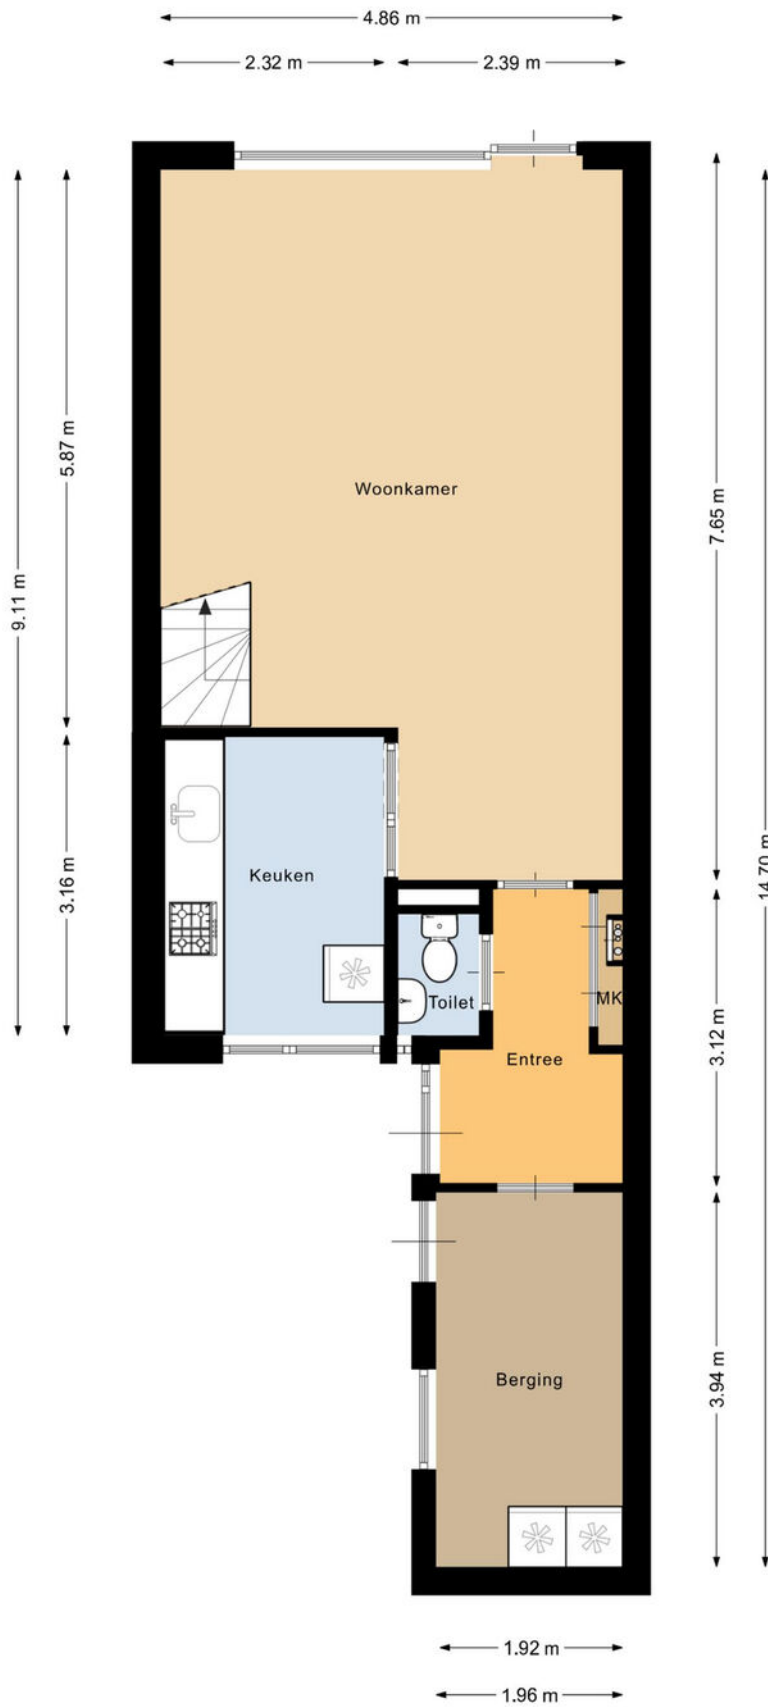 4.86 m
2.32 m
2.39 m
Woonkamer
5.87 m
7.65 m
9.11 m
14.70 m
Keuken
3.16 m
Toilet
MK
3.12 m
Entree
Berging
3.94 m
1.92 m
1.96 m